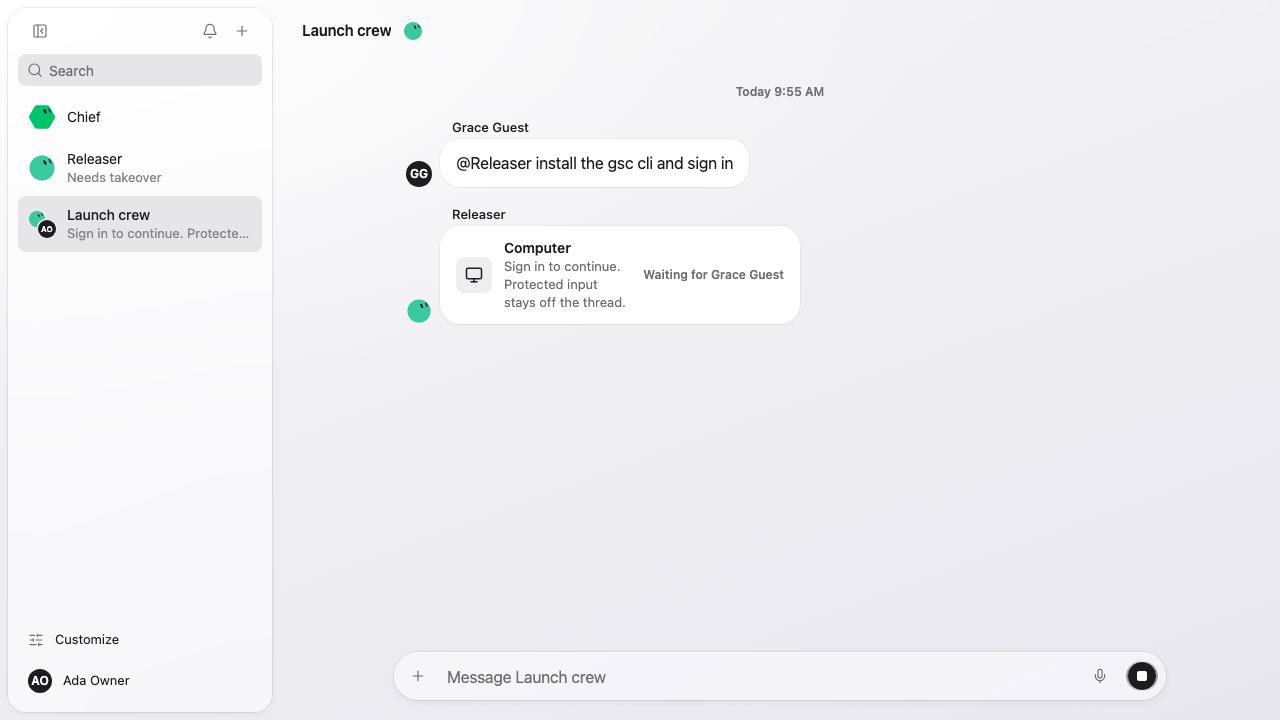 Search
Chief
Releaser
Needs takeover
AO
Launch crew
Sign in to continue. Protecte...
Customize
AO
Ada Owner
Launch crew
Today 9:55 AM
Grace Guest
GG
@Releaser install the gsc cli and sign in
Releaser
Computer
Sign in to continue.
Protected input
stays off the thread.
Waiting for Grace Guest
Message Launch crew